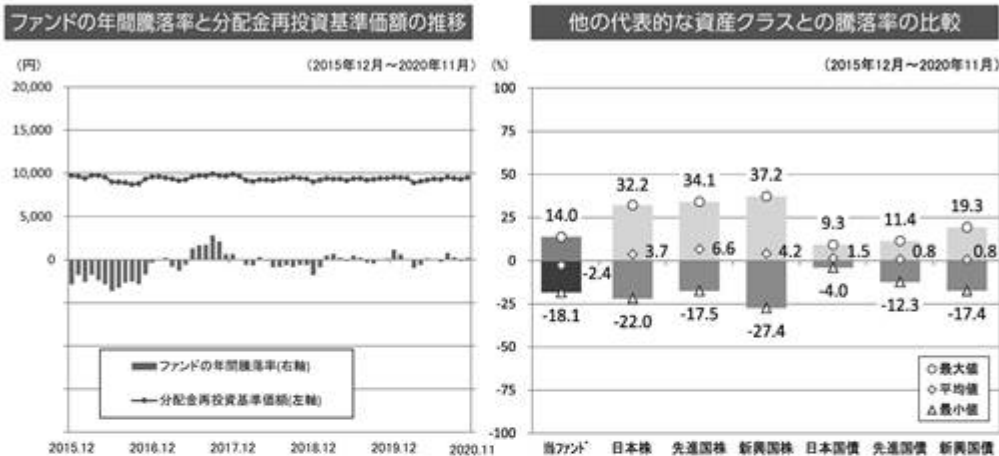 ファンドの年間騰落率と分配金再投資基準価額の推移
(円)
(2015年12月～2020年11月)
20,000
15,000
10,000
5,000
0
ファンドの年間騰落率(右軸)
分配金再投資基準価額(左軸)
2015.12
2016.12
2017.12
2018.12
2019.12
2020.11
他の代表的な資産クラスとの騰落率の比較
(%)
(2015年12月～2020年11月)
100
75
50
25
0
-25
-50
-75
-100
14.0
32.2
34.1
37.2
9.3
11.4
19.3
-2.4
3.7
6.6
4.2
1.5
0.8
0.8
-18.1
-22.0
-17.5
-27.4
-4.0
-12.3
-17.4
最大値
平均値
最小値
当ファンド
日本株
先進国株
新興国株
日本国債
先進国債
新興国債